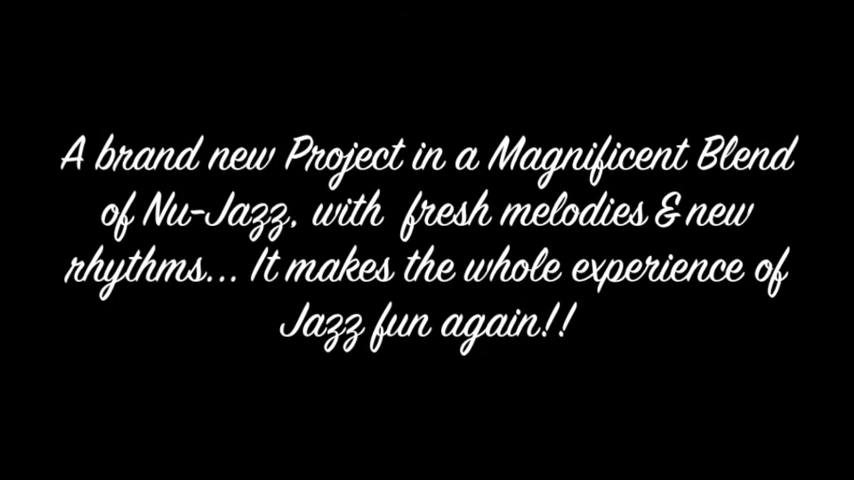 A brand new Project in a Magnificent Blend
of Nu-Jazz, with fresh melodies & new
rhythms... It makes the whole experience of
Jazz fun again!!